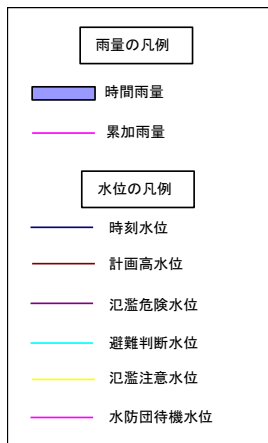 雨量の凡例
時間雨量
累加雨量
水位の凡例
時刻水位
計画高水位
氾濫危険水位
避難判断水位
氾濫注意水位
水防団待機水位